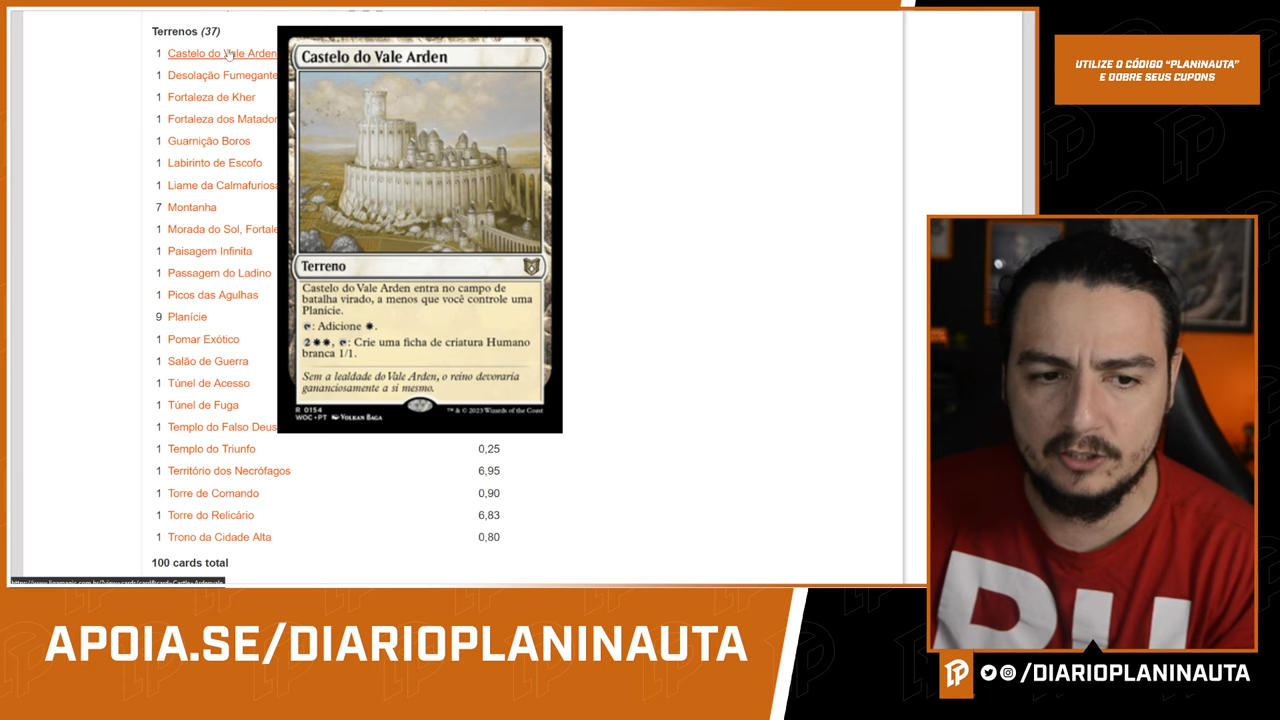 Terrenos (37)
1 Castelo do Vale Arden
1 Desolação Fumegante
1 Fortaleza de Kher
1 Fortaleza dos Matador
1 Guarnição Boros
1 Labirinto de Escofo
1 Liame da Calmafuriosa
7 Montanha
1 Morada do Sol, Fortale
1 Paisagem Infinita
1 Passagem do Ladino
1 Picos das Agulhas
9 Planície
1 Pomar Exótico
1 Salão de Guerra
1 Túnel de Acesso
1 Túnel de Fuga
1 Templo do Falso Deus
1 Templo do Triunfo 0,25
1 Território dos Necrófagos 6,95
1 Torre de Comando 0,90
1 Torre do Relicário 6,83
1 Trono da Cidade Alta 0,80
100 cards total
Castelo do Vale Arden
Terreno
Castelo do Vale Arden entra no campo de
batalha virado, a menos que você controle uma
Planície.
: Adicione .
2 , : Crie uma ficha de criatura Humano
branca 1/1.
Sem a lealdade do Vale Arden, o reino devoraria
gananciosamente a si mesmo.
R 0154
WOC • PT VOLKAN BAGA
™ & © 2023 Wizards of the Coast
UTILIZE O CÓDIGO “PLANINAUTA”
E DOBRE SEUS CUPONS
APOIA.SE/DIARIOPLANINAUTA
/DIARIOPLANINAUTA